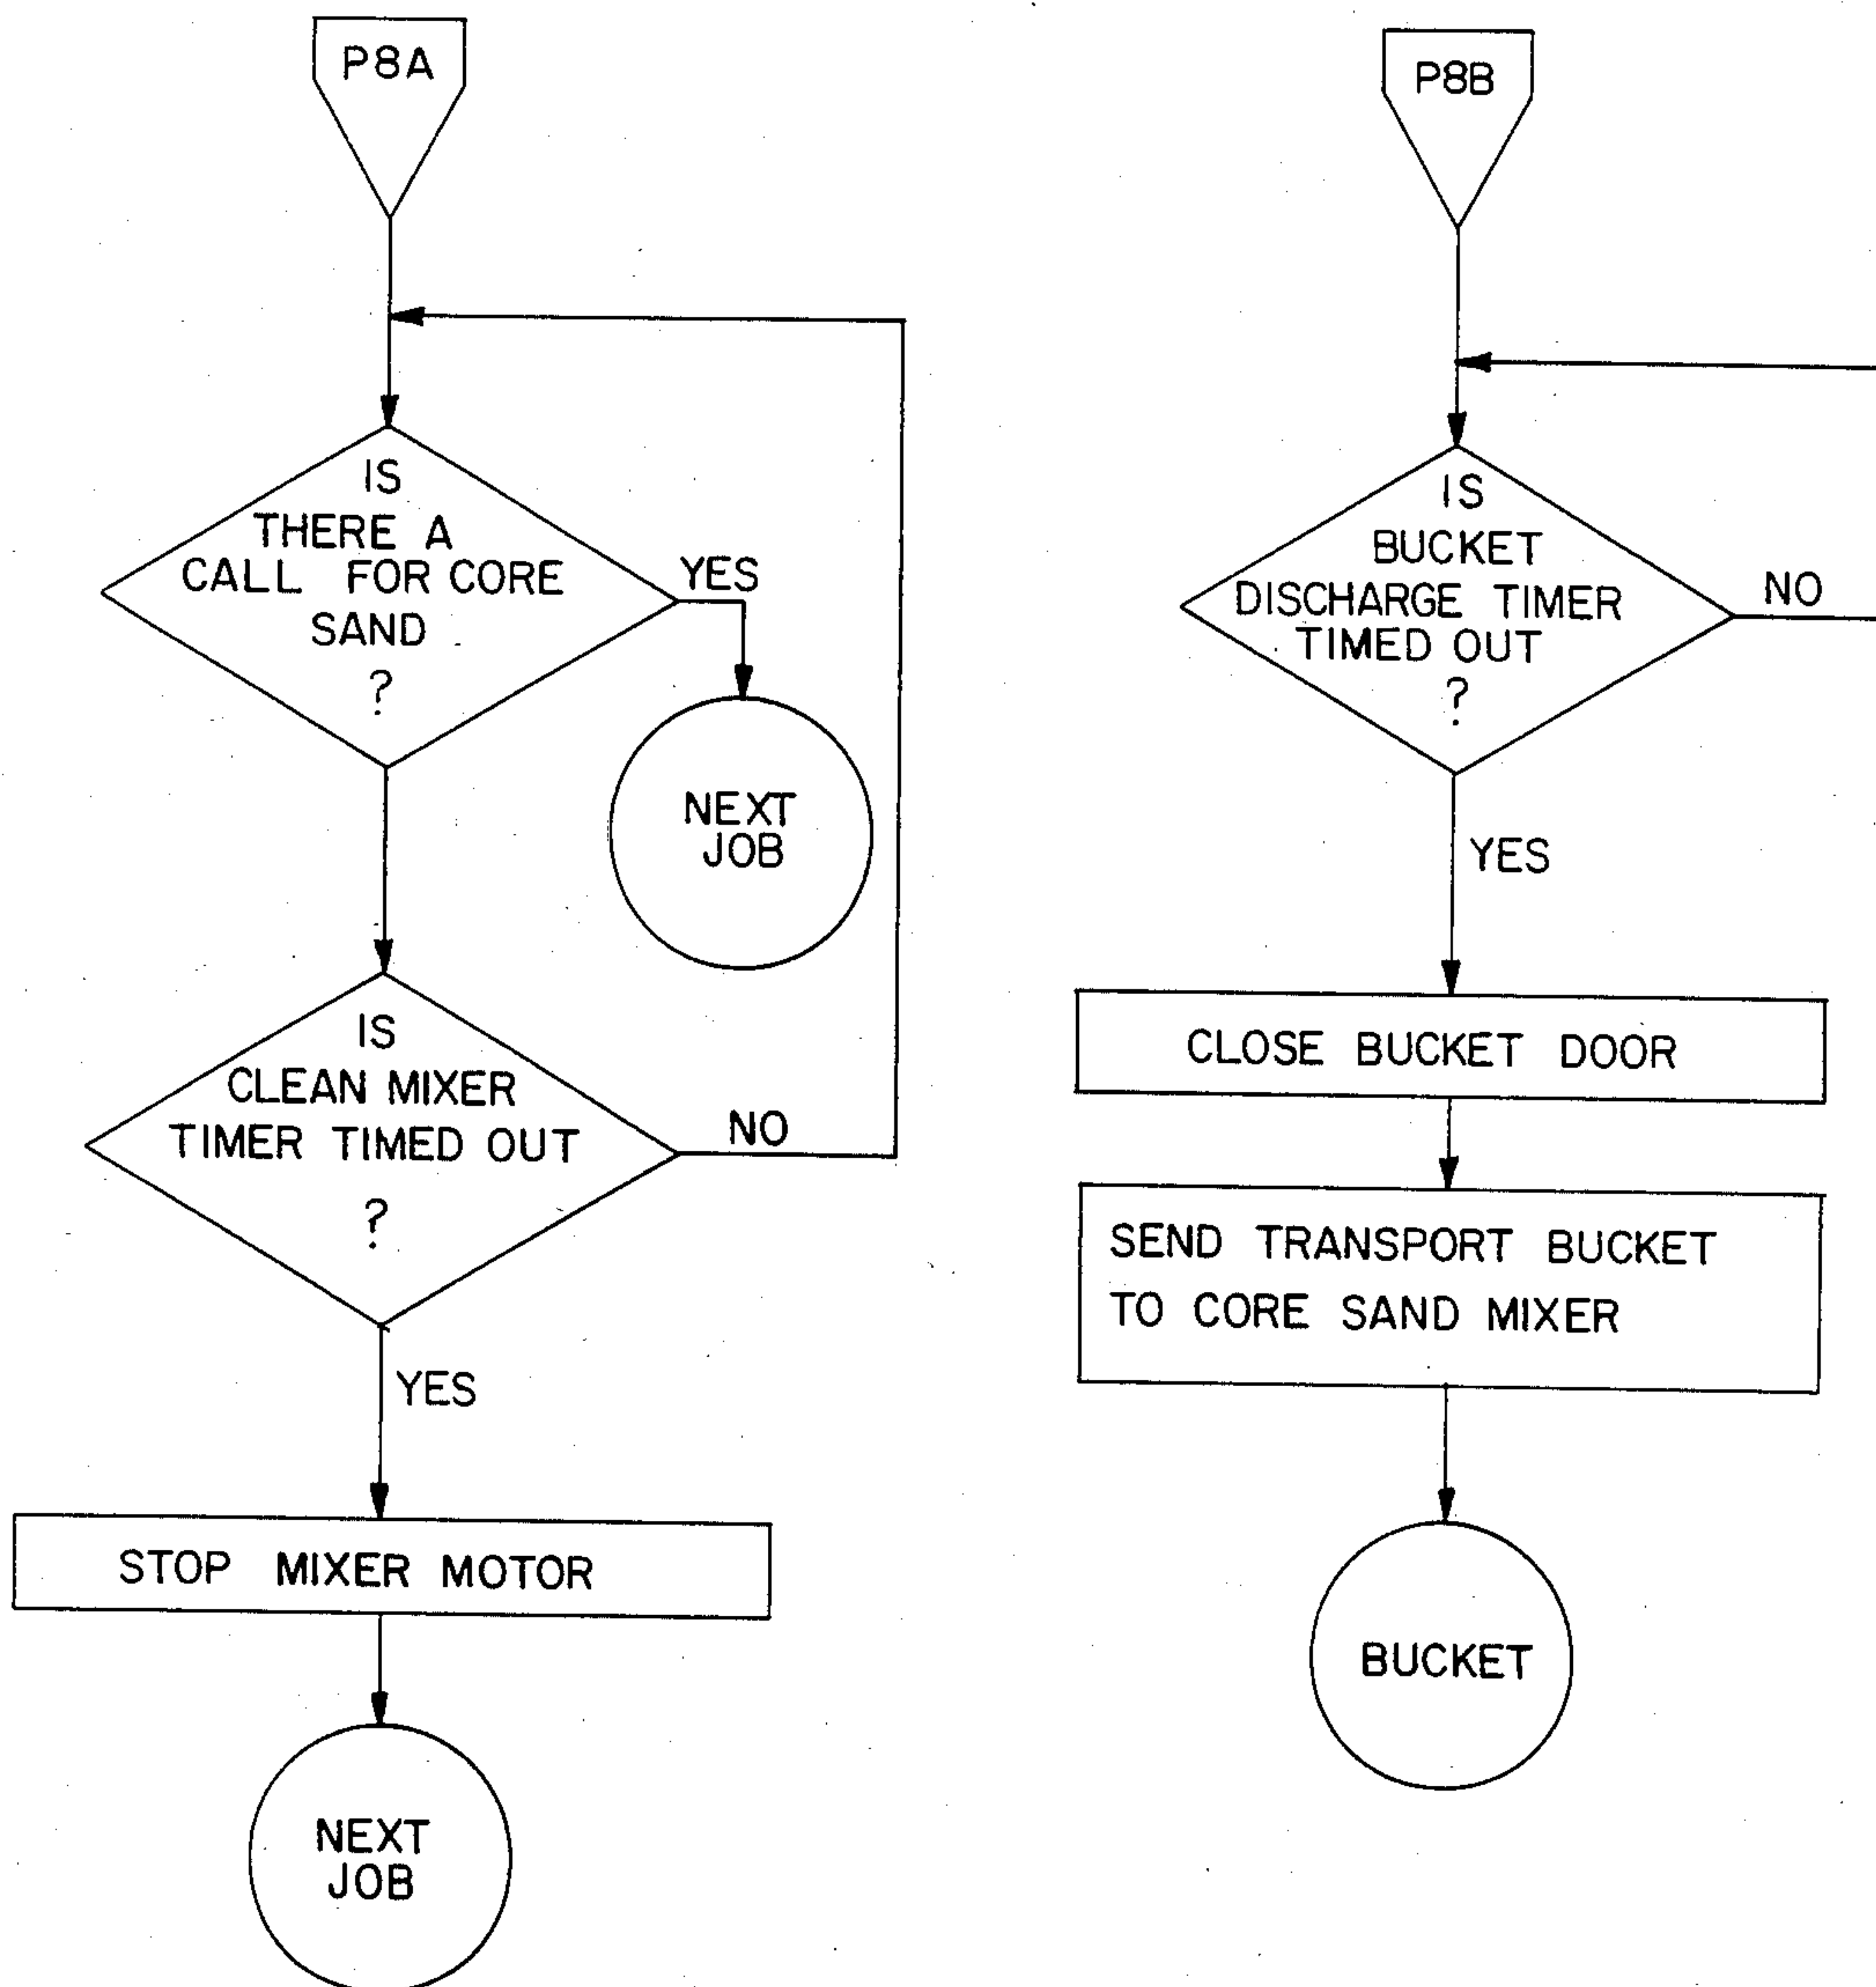 P8A
IS
THERE A
CALL FOR CORE
SAND
?
YES
NEXT
JOB
IS
CLEAN MIXER
TIMER TIMED OUT
?
NO
YES
STOP MIXER MOTOR
NEXT
JOB
P8B
IS
BUCKET
DISCHARGE TIMER
TIMED OUT
?
NO
YES
CLOSE BUCKET DOOR
SEND TRANSPORT BUCKET
TO CORE SAND MIXER
BUCKET